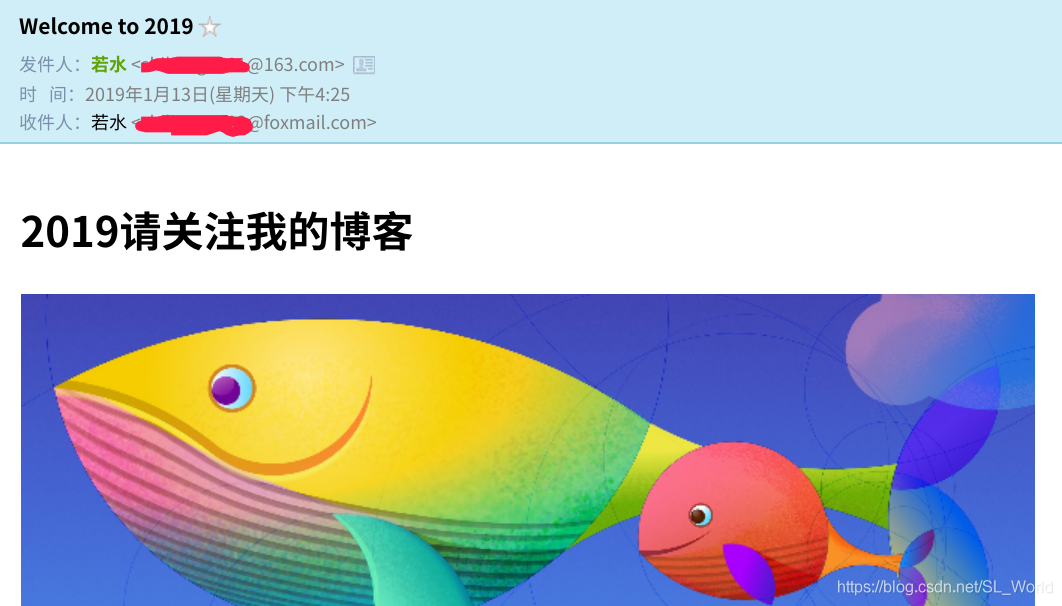 Welcome to 2019
发件人：若水 <@163.com>
时 间：2019年1月13日(星期天) 下午4:25
收件人：若水 <@foxmail.com>
2019请关注我的博客
https://blog.csdn.net/SL_World